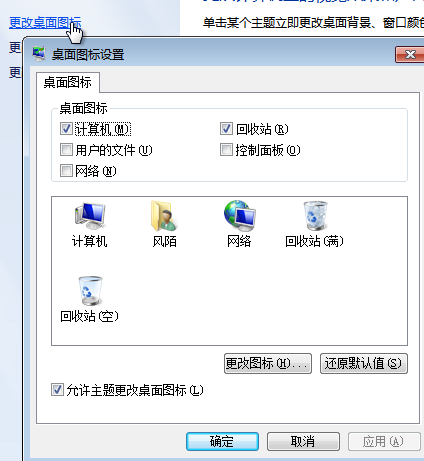 更改桌面图标
单击某个主题立即更改桌面背景、窗口颜色
更
更
桌面图标设置
桌面图标
桌面图标
计算机(M)
回收站(R)
用户的文件(U)
控制面板(O)
网络(N)
计算机
风陌
网络
回收站(满)
回收站(空)
更改图标(H)...
还原默认值(S)
允许主题更改桌面图标(L)
确定
取消
应用(A)